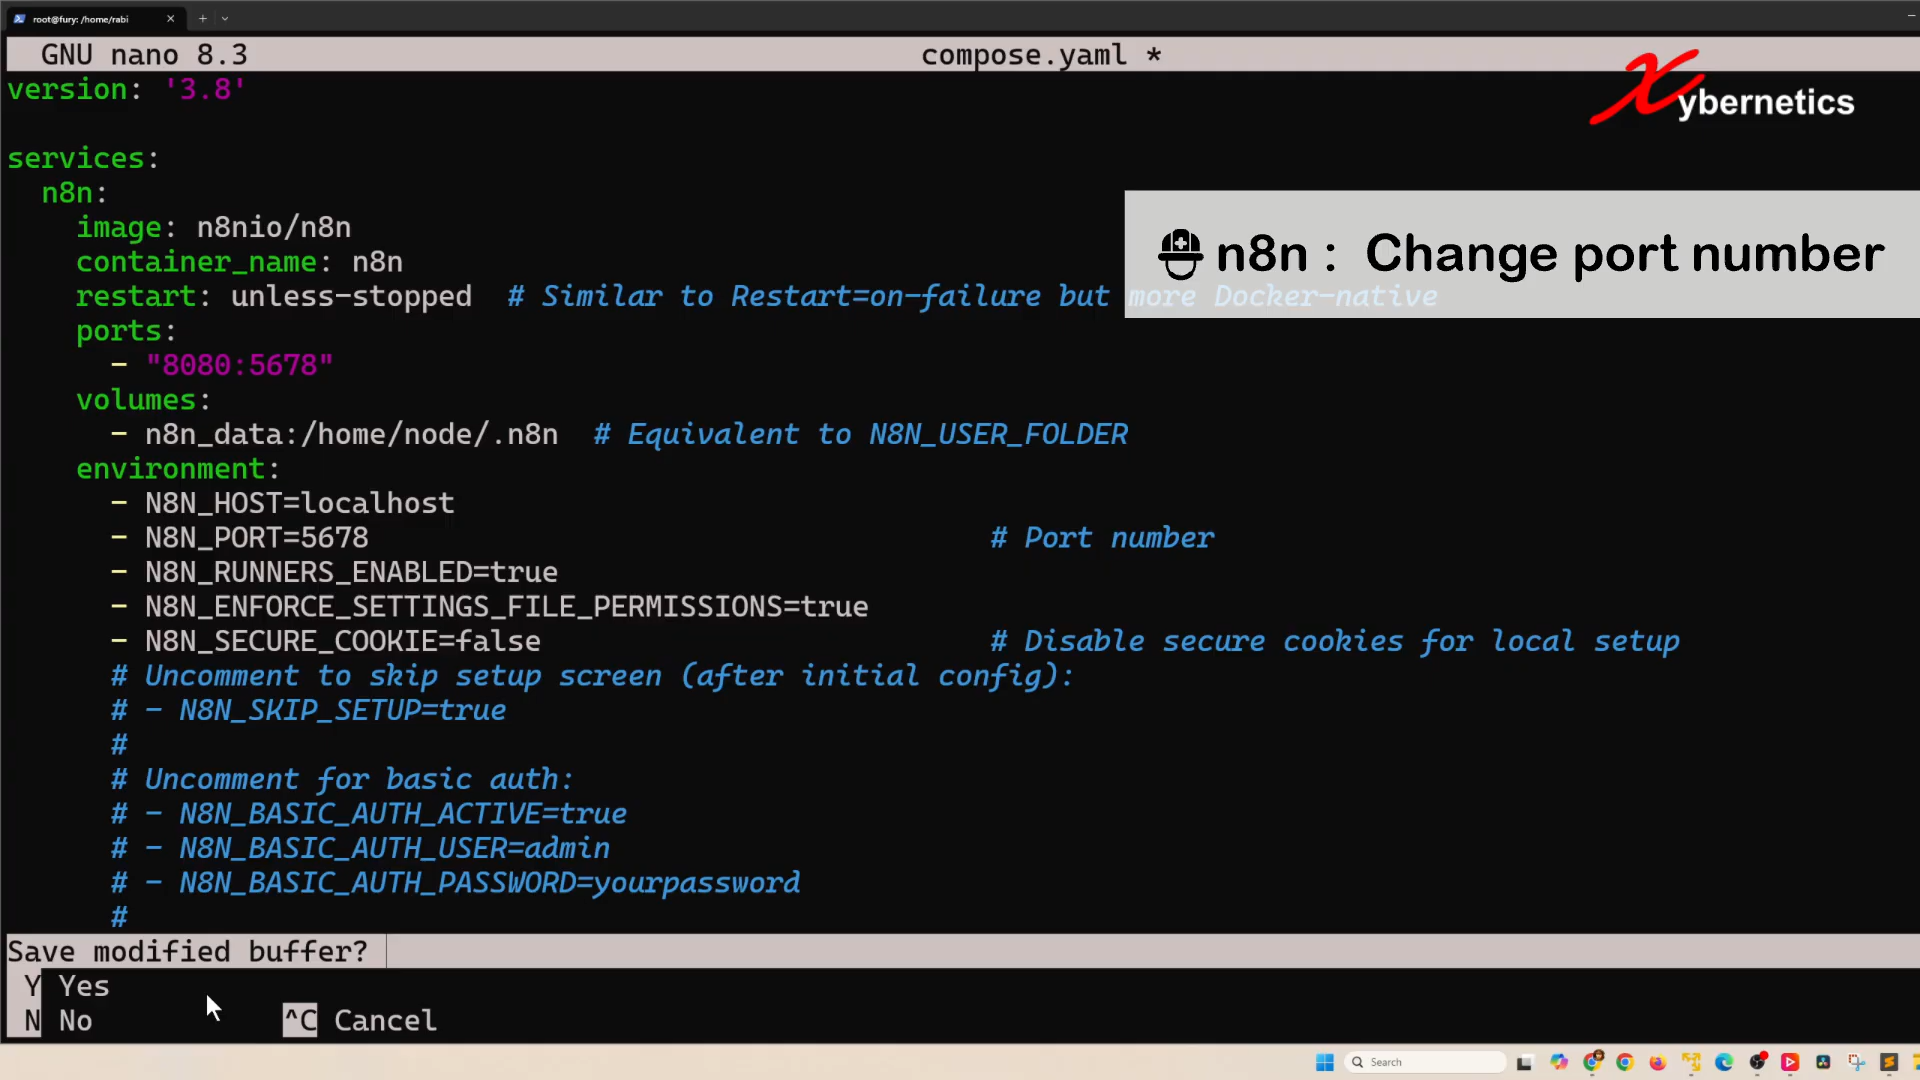 root@fury: /home/rabi
GNU nano 8.3 compose.yaml *
Xybernetics
version: '3.8'
services:
n8n:
image: n8nio/n8n
n8n : Change port number
container_name: n8n
restart: unless-stopped # Similar to Restart=on-failure but more Docker-native
ports:
- "8080:5678"
volumes:
- n8n_data:/home/node/.n8n # Equivalent to N8N_USER_FOLDER
environment:
- N8N_HOST=localhost
- N8N_PORT=5678 # Port number
- N8N_RUNNERS_ENABLED=true
- N8N_ENFORCE_SETTINGS_FILE_PERMISSIONS=true
- N8N_SECURE_COOKIE=false # Disable secure cookies for local setup
# Uncomment to skip setup screen (after initial config):
# - N8N_SKIP_SETUP=true
#
# Uncomment for basic auth:
# - N8N_BASIC_AUTH_ACTIVE=true
# - N8N_BASIC_AUTH_USER=admin
# - N8N_BASIC_AUTH_PASSWORD=yourpassword
#
Save modified buffer?
Y Yes
N No ^C Cancel
Search